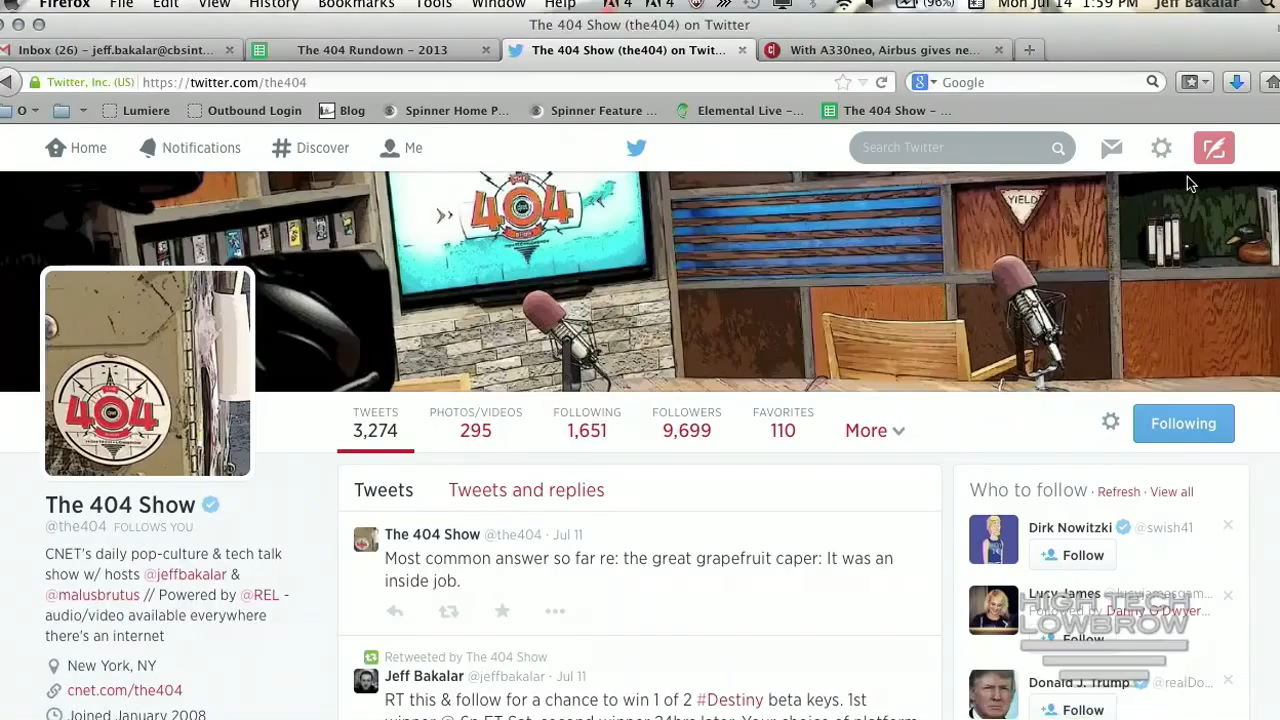 Firefox File Edit View History Bookmarks Tools Window Help 4 4 (96%) Mon Jul 14 1:59 PM Jeff Bakalar
The 404 Show (the404) on Twitter
Inbox (26) - jeff.bakalar@cbsint...
The 404 Rundown - 2013
The 404 Show (the404) on Twit...
With A330neo, Airbus gives ne...
Twitter, Inc. (US) https://twitter.com/the404
Google
O
Lumiere
Outbound Login
Blog
Spinner Home P...
Spinner Feature ...
Elemental Live -...
The 404 Show - ...
Home
Notifications
Discover
Me
Search Twitter
404
YIELD
404
TWEETS
3,274
PHOTOS/VIDEOS
295
FOLLOWING
1,651
FOLLOWERS
9,699
FAVORITES
110
More
Following
The 404 Show
@the404 FOLLOWS YOU
CNET's daily pop-culture & tech talk
show w/ hosts @jeffbakalar &
@malusbrutus // Powered by @REL -
audio/video available everywhere
there's an internet
New York, NY
cnet.com/the404
Joined January 2008
Tweets
Tweets and replies
The 404 Show @the404 · Jul 11
Most common answer so far re: the great grapefruit caper: It was an
inside job.
Retweeted by The 404 Show
Jeff Bakalar @jeffbakalar · Jul 11
RT this & follow for a chance to win 1 of 2 #Destiny beta keys. 1st
Who to follow · Refresh · View all
Dirk Nowitzki @swish41
Follow
Lucy James @lucyjamesgam...
Followed by Danny O'Dwyer...
Follow
Donald J. Trump @realDo...
Follow
HIGH TECH
LOWBROW